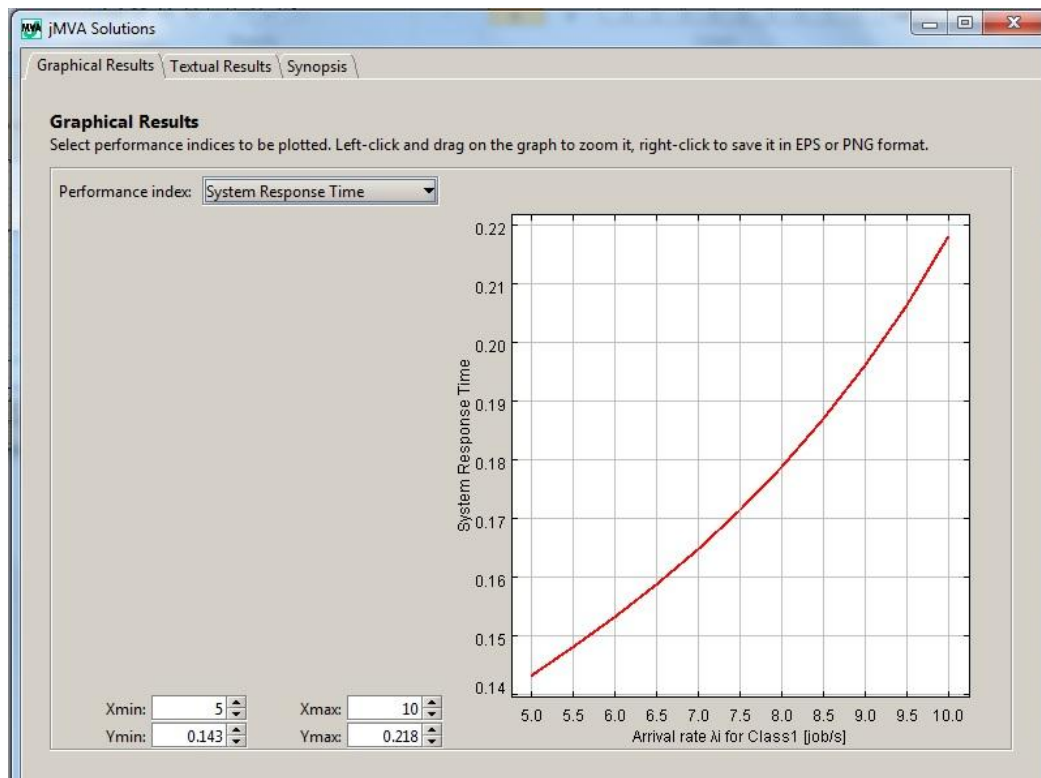 jMVA Solutions
Graphical Results Textual Results Synopsis
Graphical Results
Select performance indices to be plotted. Left-click and drag on the graph to zoom it, right-click to save it in EPS or PNG format.
Performance index: System Response Time
0.22
0.21
0.20
0.19
0.18
0.17
0.16
0.15
0.14
System Response Time
5.0 5.5 6.0 6.5 7.0 7.5 8.0 8.5 9.0 9.5 10.0
Arrival rate λi for Class1 [job/s]
Xmin: 5 Xmax: 10
Ymin: 0.143 Ymax: 0.218